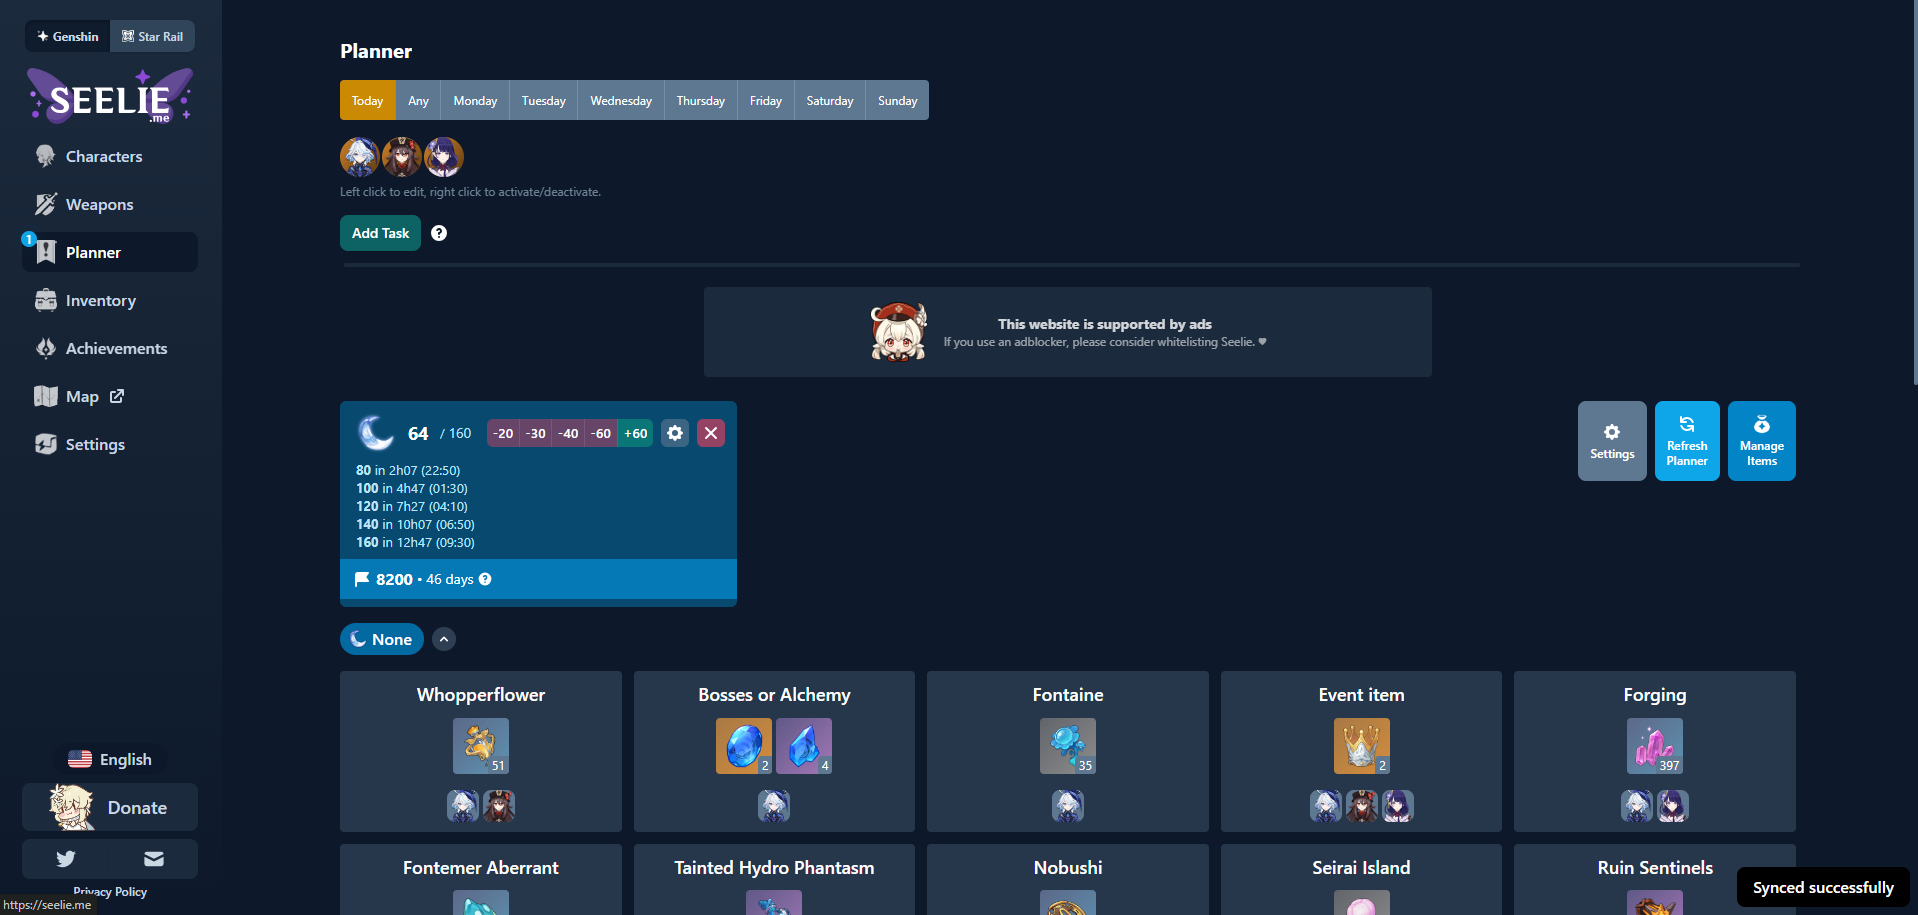 Genshin
Star Rail
SEELIE
.me
Characters
Weapons
1
Planner
Inventory
Achievements
Map
Settings
English
Donate
Privacy Policy
https://seelie.me
Planner
Today
Any
Monday
Tuesday
Wednesday
Thursday
Friday
Saturday
Sunday
Left click to edit, right click to activate/deactivate.
Add Task
?
This website is supported by ads
If you use an adblocker, please consider whitelisting Seelie. ♥
64 / 160
-20
-30
-40
-60
+60
80 in 2h07 (22:50)
100 in 4h47 (01:30)
120 in 7h27 (04:10)
140 in 10h07 (06:50)
160 in 12h47 (09:30)
8200 • 46 days ?
Settings
Refresh
Planner
Manage
Items
None
Whopperflower
51
Bosses or Alchemy
2
4
Fontaine
35
Event item
2
Forging
397
Fontemer Aberrant
Tainted Hydro Phantasm
Nobushi
Seirai Island
Ruin Sentinels
Synced successfully